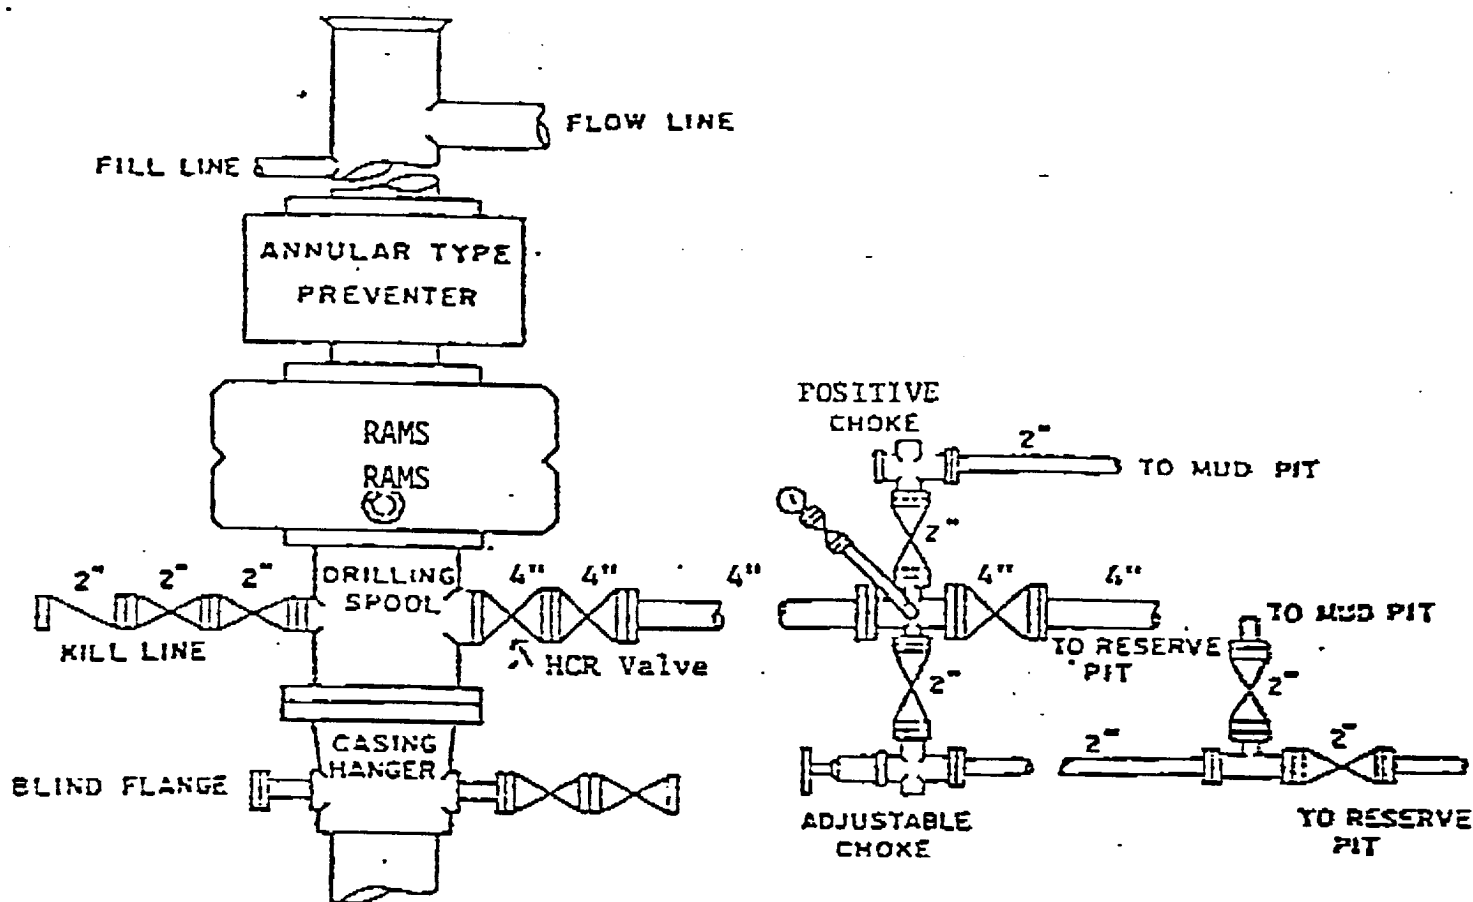 FLOW LINE
FILL LINE
ANNULAR TYPE
PREVENTER
RAMS
RAMS
POSITIVE
CHOKE
2"
TO MUD PIT
2"
2" 2" 2"
DRILLING
SPOOL
4" 4" 4"
4" 4"
KILL LINE
HCR Valve
TO RESERVE
PIT
TO MUD PIT
2"
2"
CASING
HANGER
BLIND FLANGE
2"
2"
ADJUSTABLE
CHOKE
TO RESERVE
PIT